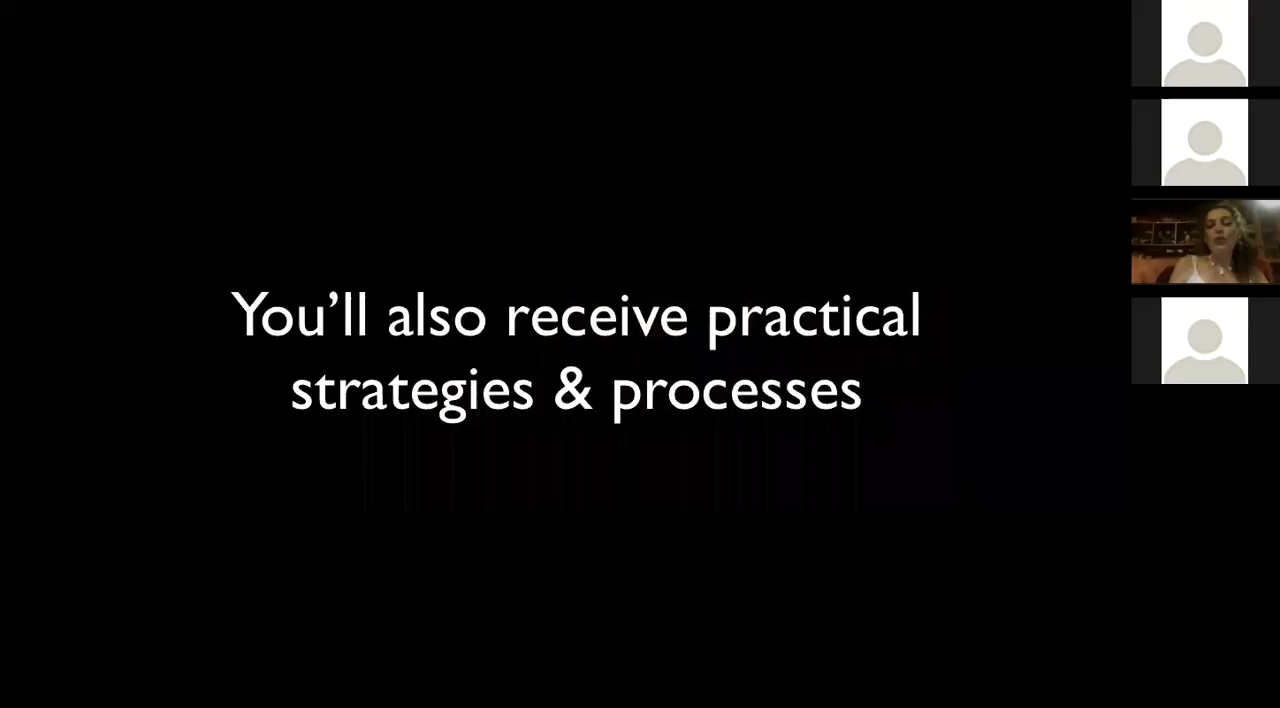 You’ll also receive practical
strategies & processes